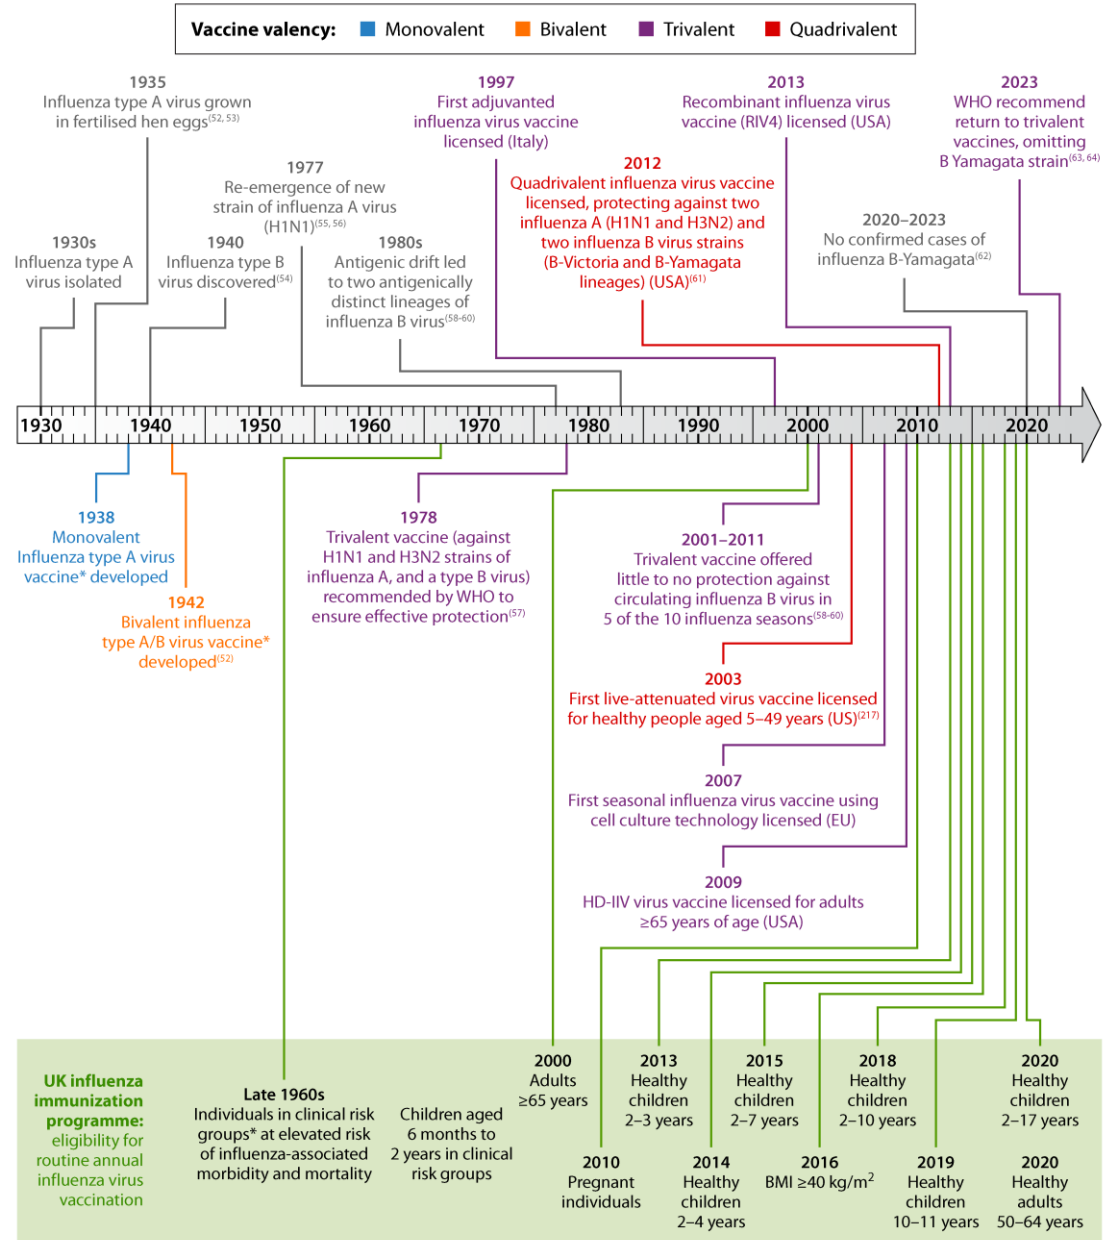 Vaccine valency: Monovalent Bivalent Trivalent Quadrivalent
1935
Influenza type A virus grown
in fertilised hen eggs(52, 53)
1997
First adjuvanted
influenza virus vaccine
licensed (Italy)
2013
Recombinant influenza virus
vaccine (RIV4) licensed (USA)
2023
WHO recommend
return to trivalent
vaccines, omitting
B Yamagata strain(63, 64)
1977
Re-emergence of new
strain of influenza A virus
(H1N1)(55, 56)
2012
Quadrivalent influenza virus vaccine
licensed, protecting against two
influenza A (H1N1 and H3N2) and
two influenza B virus strains
(B-Victoria and B-Yamagata
lineages) (USA)(61)
2020–2023
No confirmed cases of
influenza B-Yamagata(62)
1930s
Influenza type A
virus isolated
1940
Influenza type B
virus discovered(54)
1980s
Antigenic drift led
to two antigenically
distinct lineages of
influenza B virus(58-60)
1930 1940 1950 1960 1970 1980 1990 2000 2010 2020
1938
Monovalent
Influenza type A virus
vaccine* developed
1942
Bivalent influenza
type A/B virus vaccine*
developed(52)
1978
Trivalent vaccine (against
H1N1 and H3N2 strains of
influenza A, and a type B virus)
recommended by WHO to
ensure effective protection(57)
2001–2011
Trivalent vaccine offered
little to no protection against
circulating influenza B virus in
5 of the 10 influenza seasons(58-60)
2003
First live-attenuated virus vaccine licensed
for healthy people aged 5–49 years (US)(217)
2007
First seasonal influenza virus vaccine using
cell culture technology licensed (EU)
2009
HD-IIV virus vaccine licensed for adults
≥65 years of age (USA)
UK influenza
immunization
programme:
eligibility for
routine annual
influenza virus
vaccination
Late 1960s
Individuals in clinical risk
groups* at elevated risk
of influenza-associated
morbidity and mortality
Children aged
6 months to
2 years in clinical
risk groups
2000
Adults
≥65 years
2010
Pregnant
individuals
2013
Healthy
children
2–3 years
2014
Healthy
children
2–4 years
2015
Healthy
children
2–7 years
2016
BMI ≥40 kg/m2
2018
Healthy
children
2–10 years
2019
Healthy
children
10–11 years
2020
Healthy
children
2–17 years
2020
Healthy
adults
50–64 years